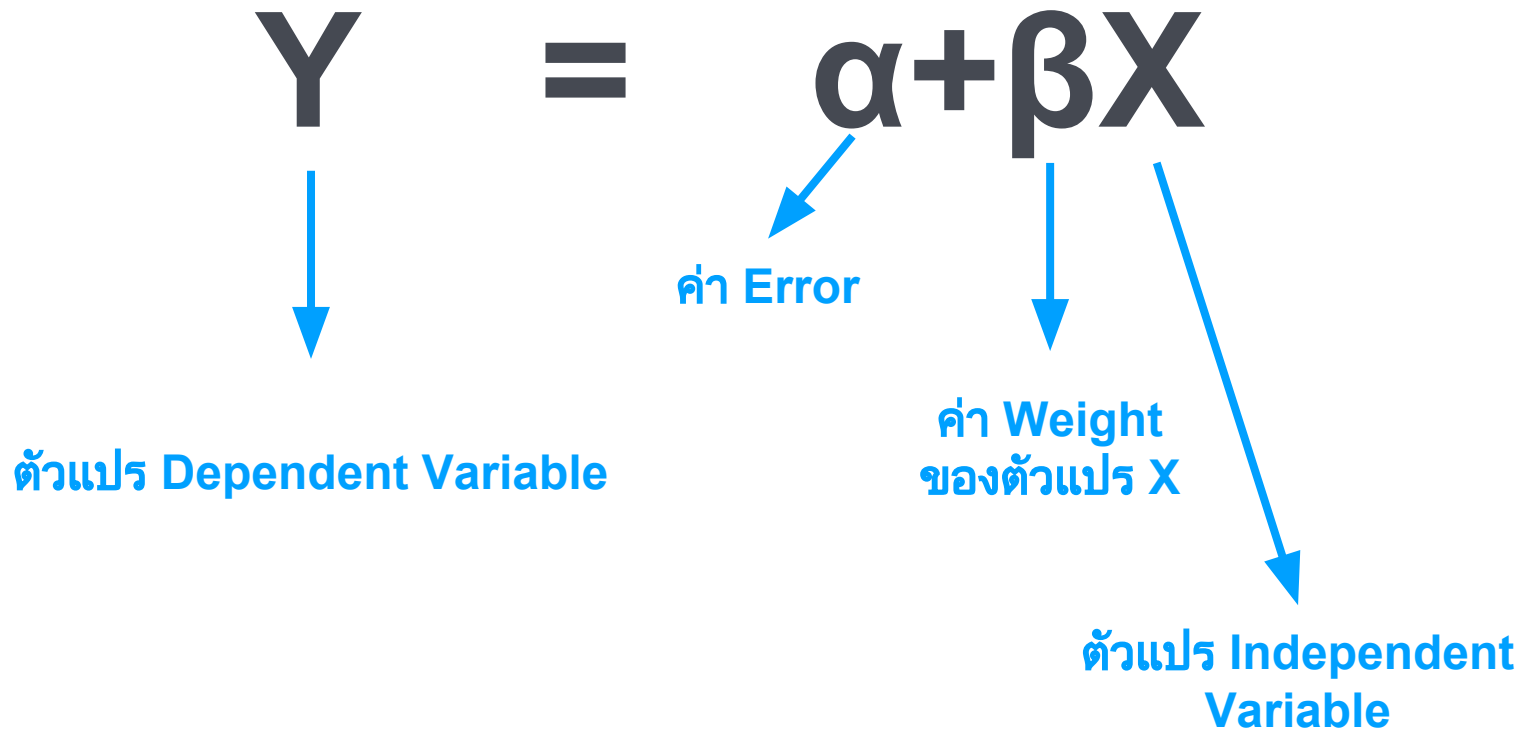 Y = α+βX
ค่า Error
ค่า Weight
ของตัวแปร X
ตัวแปร Dependent Variable
ตัวแปร Independent
Variable